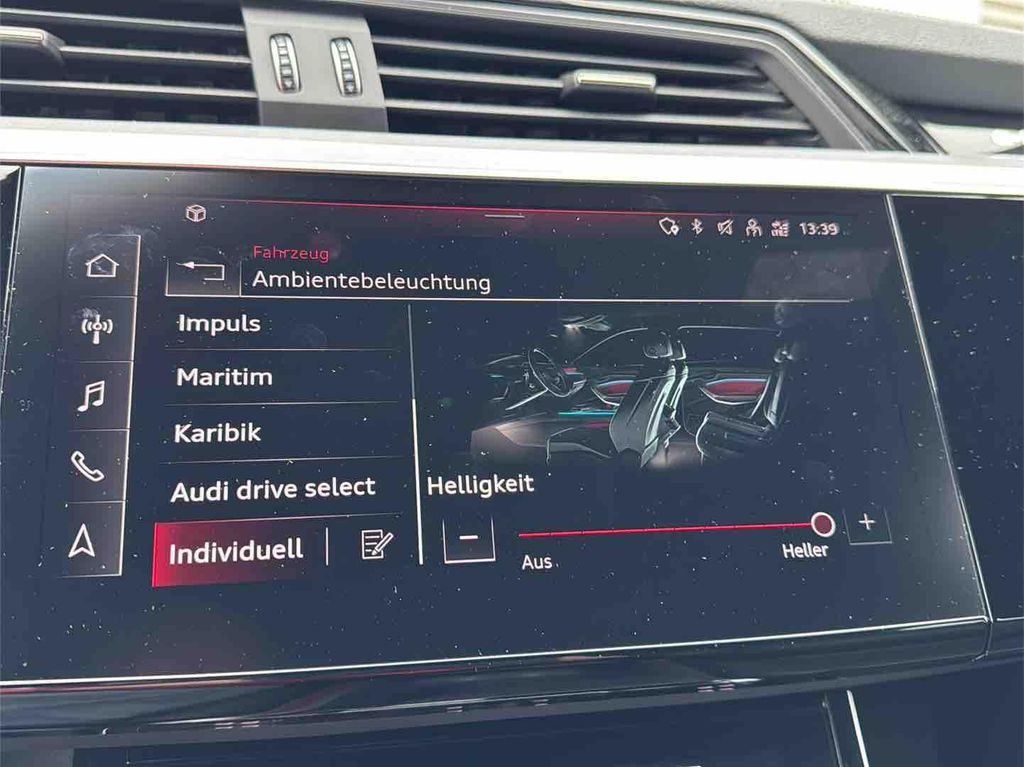 13:39
Fahrzeug
Ambientebeleuchtung
Impuls
Maritim
Karibik
Audi drive select
Individuell
Helligkeit
− +
Aus Heller